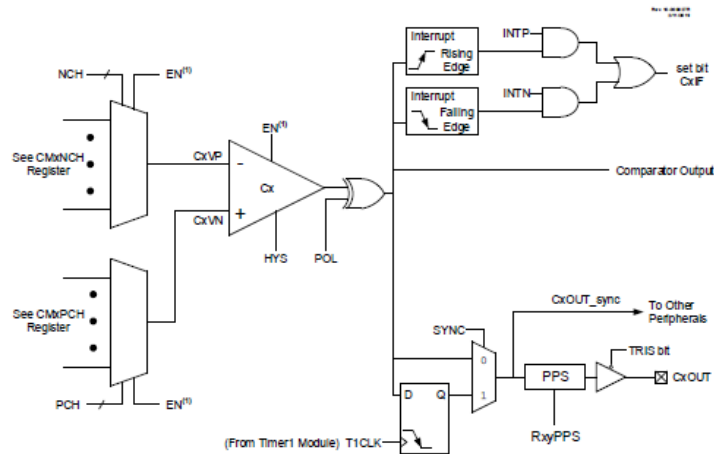 NCH
EN(1)
See CMxNCH
Register
CxVP
EN(1)
−
Cx
+
CxVN
HYS
POL
See CMxPCH
Register
PCH
EN(1)
Interrupt
Rising
Edge
INTP
Interrupt
Falling
Edge
INTN
set bit
CxIF
Comparator Output
CxOUT_sync
To Other
Peripherals
SYNC
0
1
TRIS bit
PPS
CxOUT
D
Q
RxyPPS
(From Timer1 Module) T1CLK